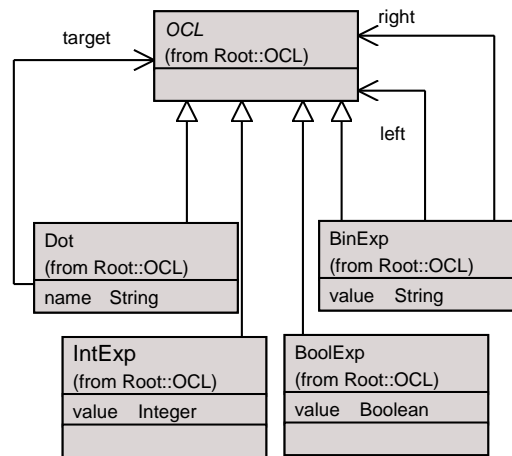 right
OCL
target
(from Root::OCL)
left
Dot
(from Root::OCL)
name String
BinExp
(from Root::OCL)
value String
IntExp
(from Root::OCL)
value Integer
BoolExp
(from Root::OCL)
value Boolean